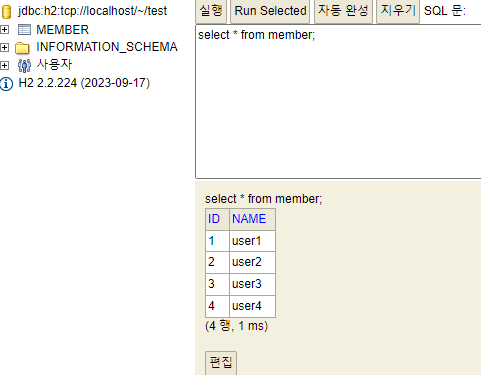 jdbc:h2:tcp://localhost/~/test
MEMBER
INFORMATION_SCHEMA
사용자
H2 2.2.224 (2023-09-17)
실행 Run Selected 자동 완성 지우기 SQL 문:
select * from member;
select * from member;
ID NAME
1 user1
2 user2
3 user3
4 user4
(4 행, 1 ms)
편집